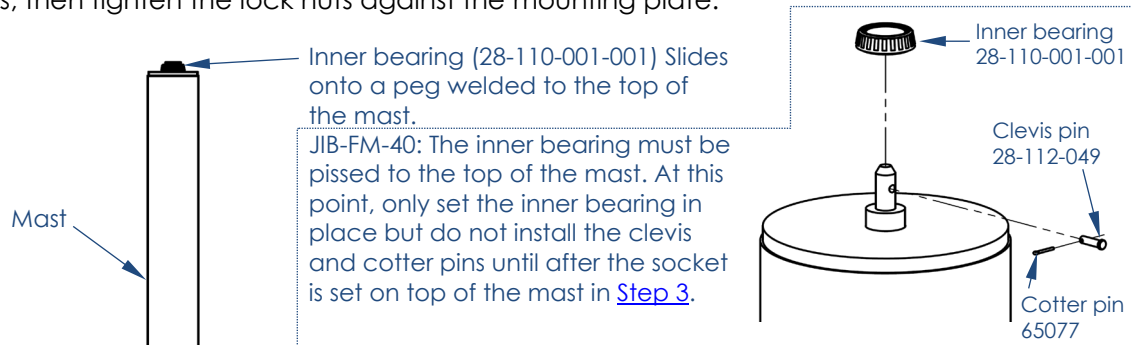 s, then tighten the lock nuts against the mounting plate.
Inner bearing (28-110-001-001) Slides
onto a peg welded to the top of
the mast.
JIB-FM-40: The inner bearing must be
pissed to the top of the mast. At this
point, only set the inner bearing in
place but do not install the clevis
and cotter pins until after the socket
is set on top of the mast in Step 3.
Mast
Inner bearing
28-110-001-001
Clevis pin
28-112-049
Cotter pin
65077